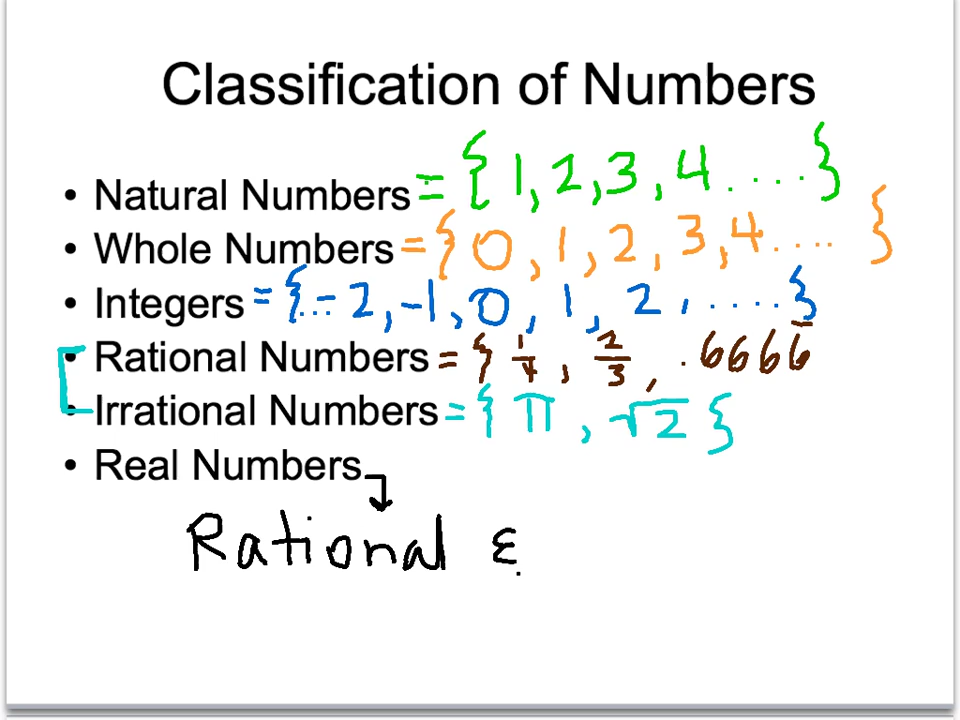 Classification of Numbers
• Natural Numbers = { 1, 2, 3, 4 .... }
• Whole Numbers = { 0, 1, 2, 3, 4 .... }
• Integers = { ... -2, -1, 0, 1, 2, .... }
• Rational Numbers = { 1/4, 2/3, .6666̅
• Irrational Numbers = { π, √2 }
• Real Numbers
Rational &